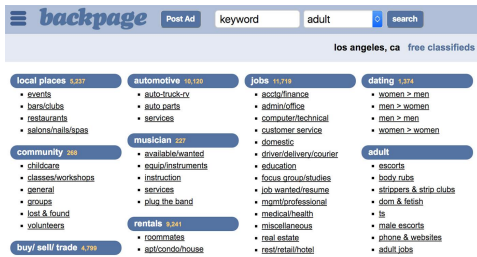 backpage Post Ad keyword adult search
los angeles, ca free classifieds
local places 5,237
events
bars/clubs
restaurants
salons/nails/spas
community 268
childcare
classes/workshops
general
groups
lost & found
volunteers
buy/ sell/ trade 4,799
automotive 10,120
auto-truck-rv
auto parts
services
musician 227
available/wanted
equip/instruments
instruction
services
plug the band
rentals 9,241
roommates
apt/condo/house
jobs 11,719
acctg/finance
admin/office
computer/technical
customer service
domestic
driver/delivery/courier
education
focus group/studies
job wanted/resume
mgmt/professional
medical/health
miscellaneous
real estate
rest/retail/hotel
dating 1,374
women > men
men > women
men > men
women > women
adult
escorts
body rubs
strippers & strip clubs
dom & fetish
ts
male escorts
phone & websites
adult jobs